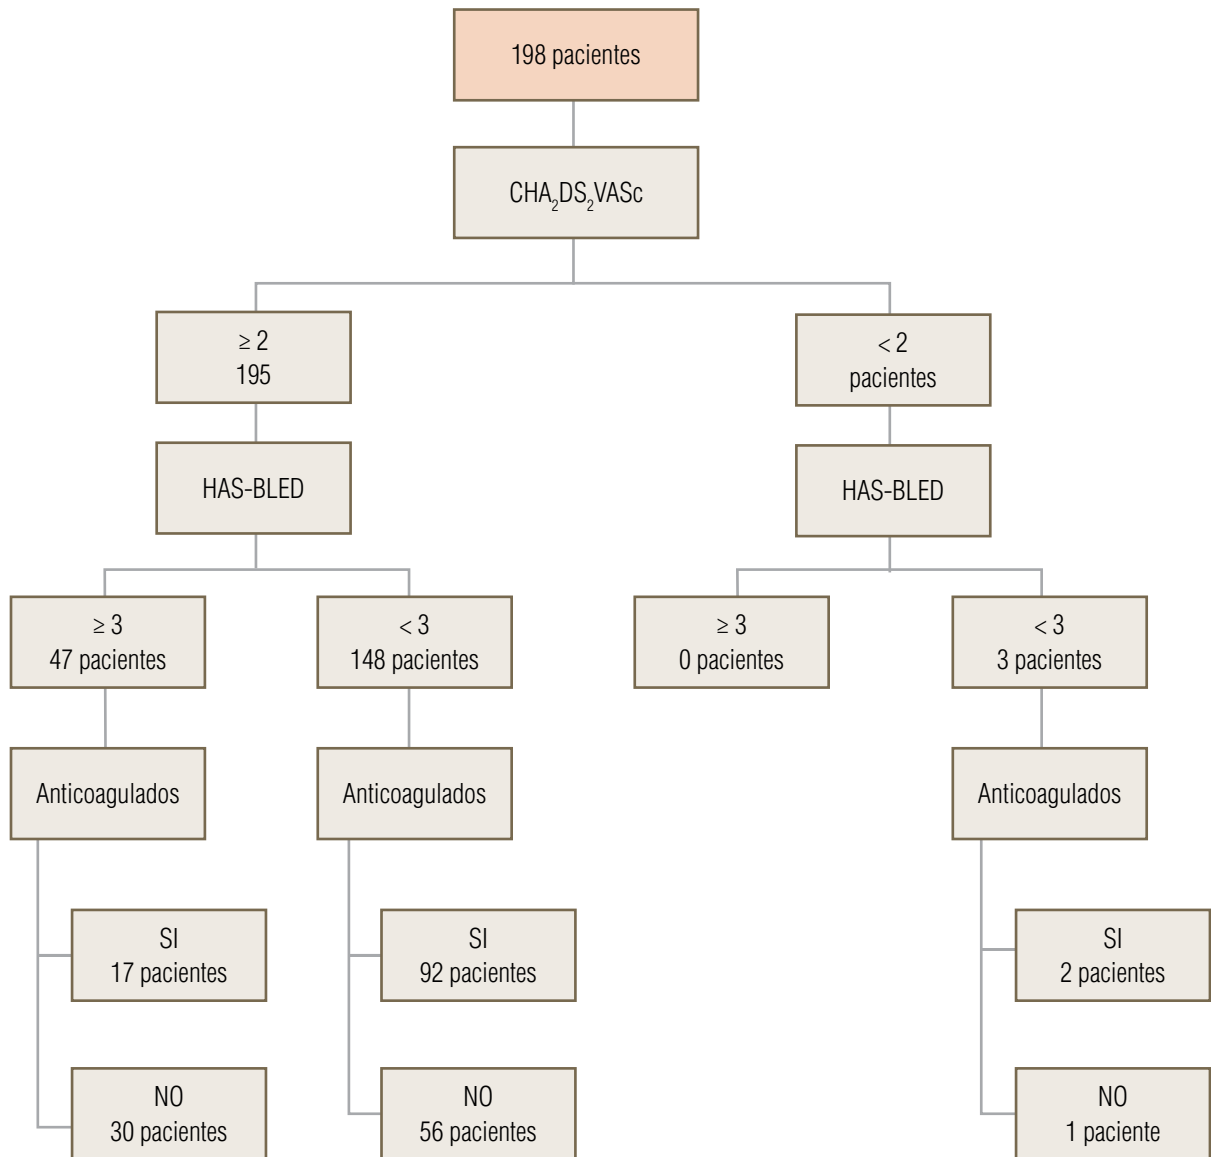 198 pacientes
CHA₂DS₂VASc
≥ 2
195
< 2
pacientes
HAS-BLED
HAS-BLED
≥ 3
47 pacientes
< 3
148 pacientes
≥ 3
0 pacientes
< 3
3 pacientes
Anticoagulados
Anticoagulados
Anticoagulados
SI
17 pacientes
SI
92 pacientes
SI
2 pacientes
NO
30 pacientes
NO
56 pacientes
NO
1 paciente